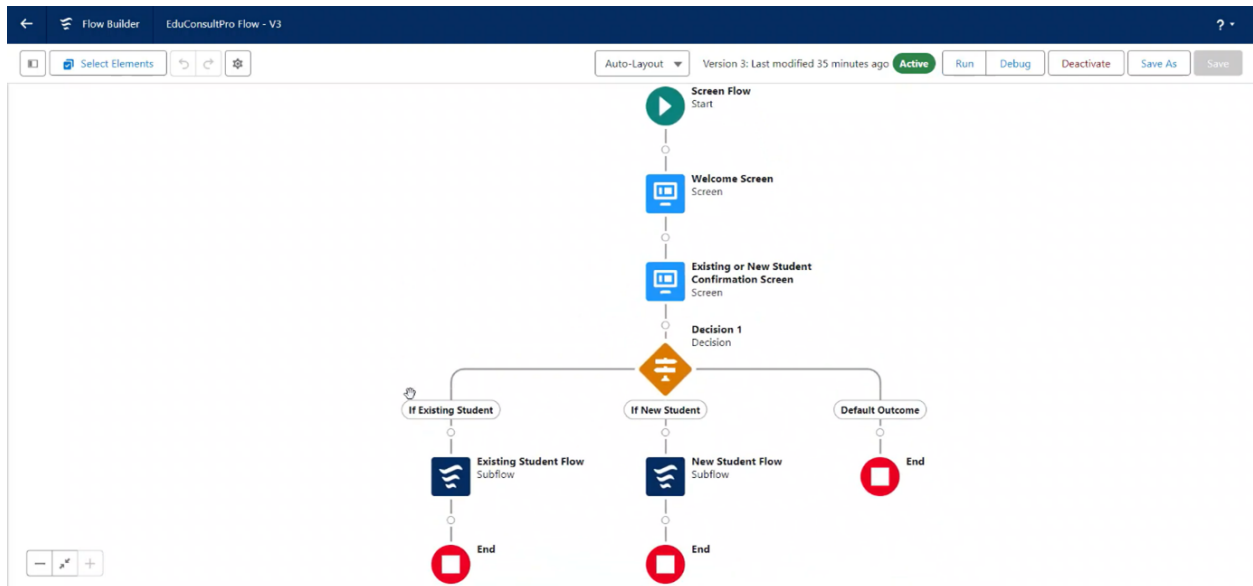 Flow Builder
EduConsultPro Flow - V3
?
Select Elements
Auto-Layout
Version 3: Last modified 35 minutes ago
Active
Run
Debug
Deactivate
Save As
Save
Screen Flow
Start
Welcome Screen
Screen
Existing or New Student
Confirmation Screen
Screen
Decision 1
Decision
If Existing Student
If New Student
Default Outcome
Existing Student Flow
Subflow
New Student Flow
Subflow
End
End
End